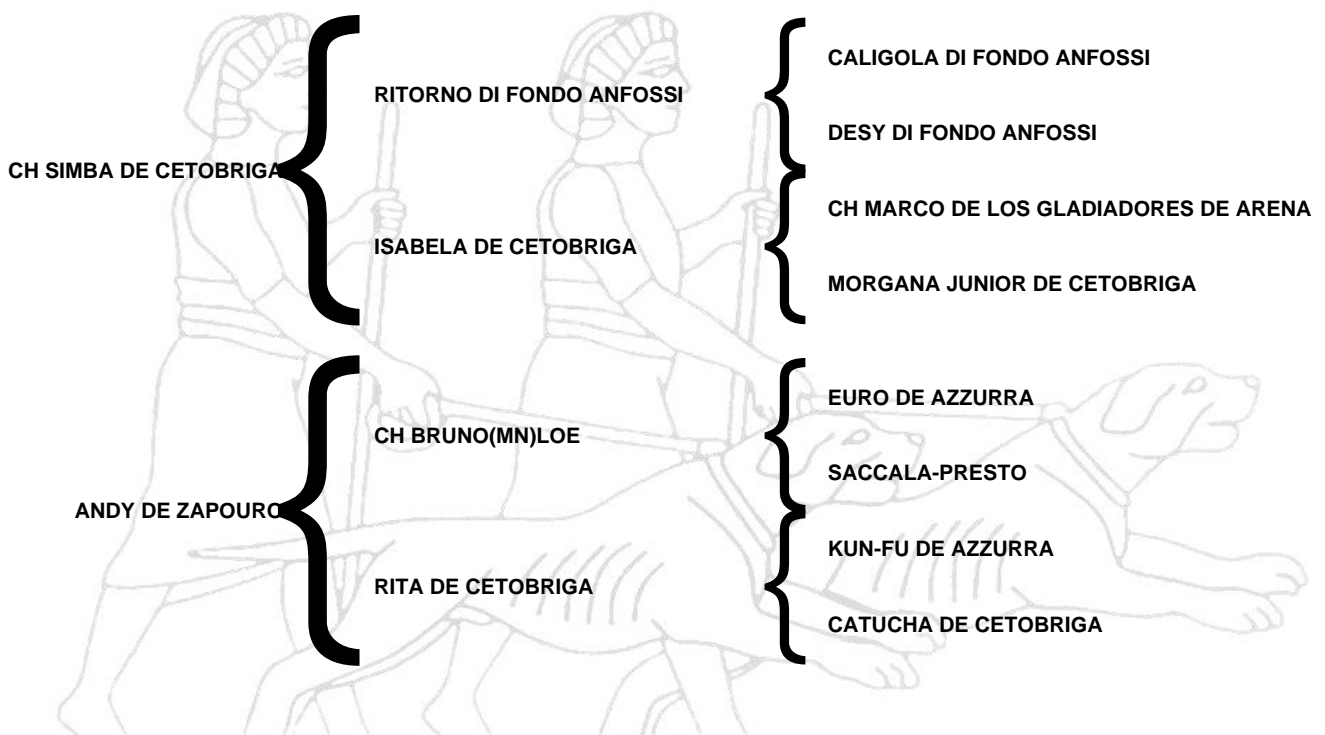 CALIGOLA DI FONDO ANFOSSI
RITORNO DI FONDO ANFOSSI
DESY DI FONDO ANFOSSI
CH SIMBA DE CETOBRIGA
CH MARCO DE LOS GLADIADORES DE ARENA
ISABELA DE CETOBRIGA
MORGANA JUNIOR DE CETOBRIGA
EURO DE AZZURRA
CH BRUNO(MN)LOE
SACCALA-PRESTO
ANDY DE ZAPOURO
KUN-FU DE AZZURRA
RITA DE CETOBRIGA
CATUCHA DE CETOBRIGA